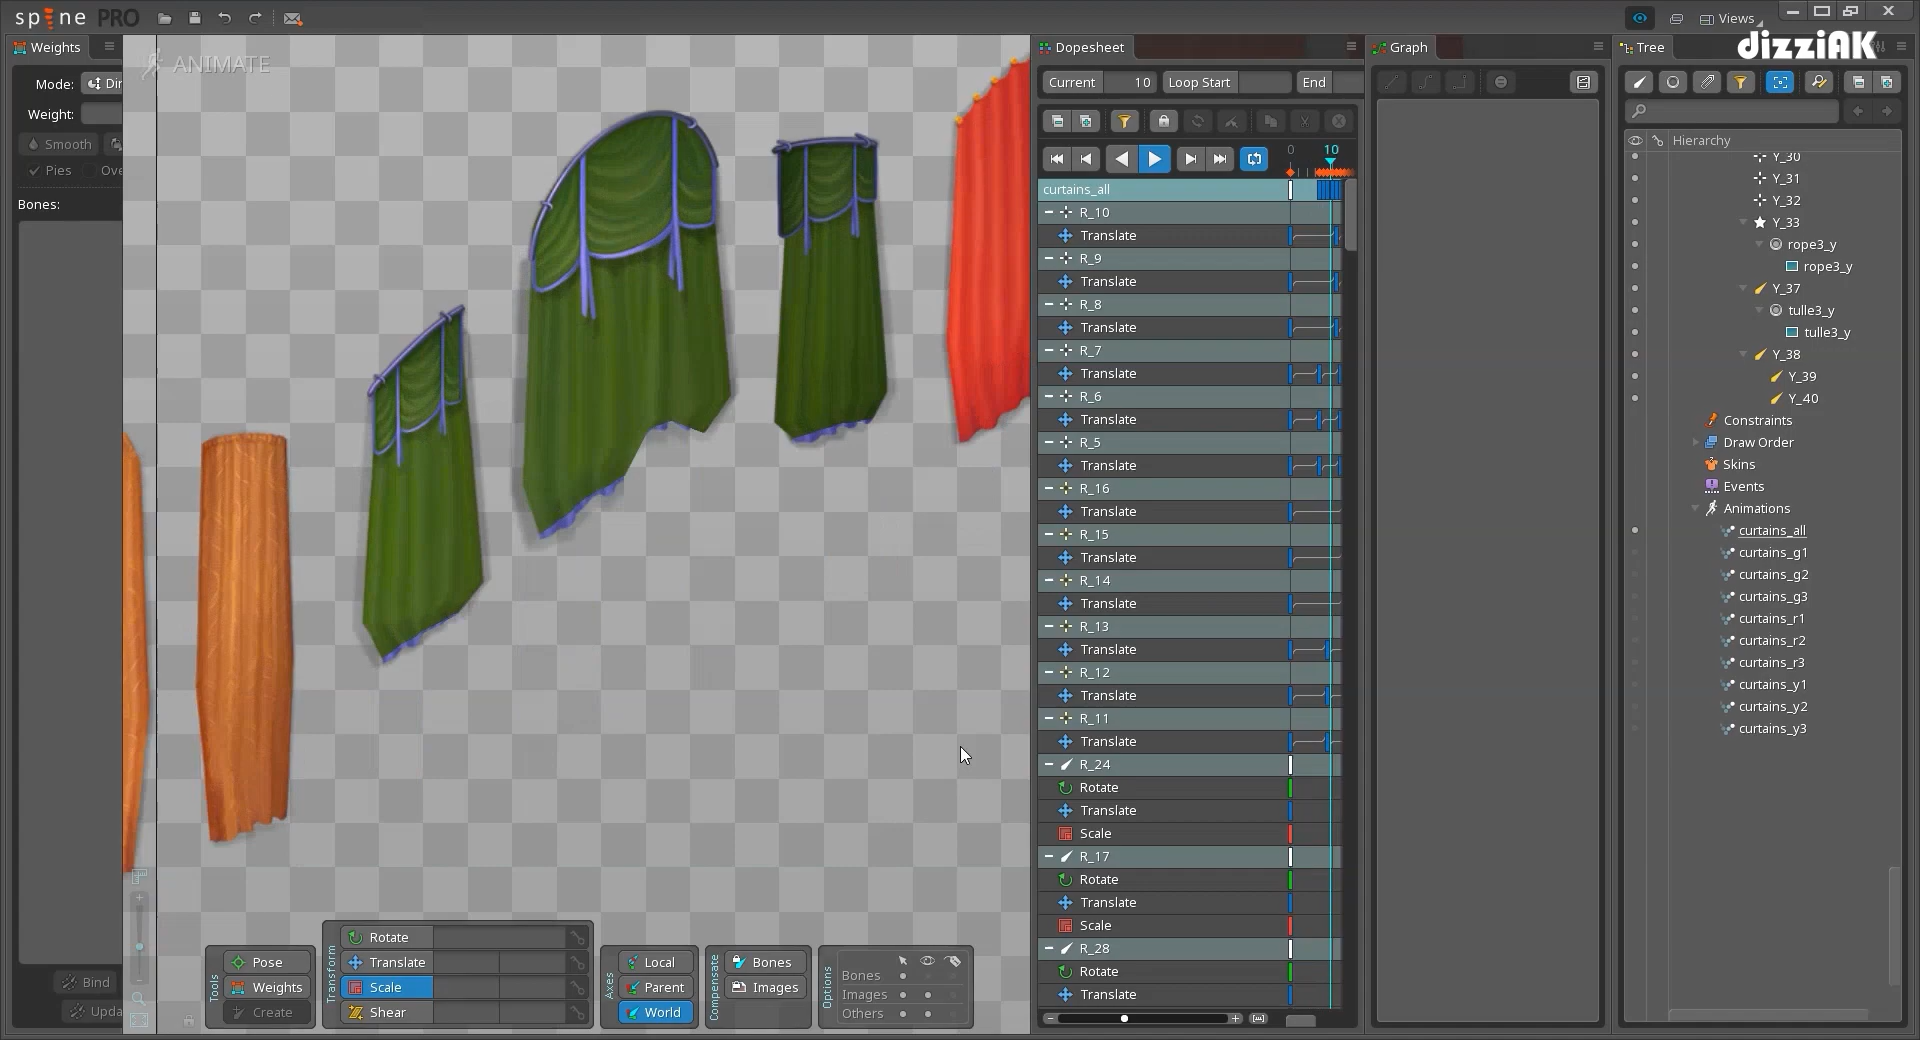 spine PRO
Views
dizziAK
Weights
Mode:
Weight:
Smooth
Pies
Bones:
Bind
ANIMATE
Tools
Pose
Weights
Create
Transform
Rotate
Translate
Scale
Shear
Axes
Local
Parent
World
Compensate
Bones
Images
Options
Bones
Images
Others
Dopesheet
Current 10 Loop Start End
0 10
curtains_all
R_10
Translate
R_9
Translate
R_8
Translate
R_7
Translate
R_6
Translate
R_5
Translate
R_16
Translate
R_15
Translate
R_14
Translate
R_13
Translate
R_12
Translate
R_11
Translate
R_24
Rotate
Translate
Scale
R_17
Rotate
Translate
Scale
R_28
Rotate
Translate
Graph
Tree
Hierarchy
Y_30
Y_31
Y_32
Y_33
rope3_y
rope3_y
Y_37
tulle3_y
tulle3_y
Y_38
Y_39
Y_40
Constraints
Draw Order
Skins
Events
Animations
curtains_all
curtains_g1
curtains_g2
curtains_g3
curtains_r1
curtains_r2
curtains_r3
curtains_y1
curtains_y2
curtains_y3